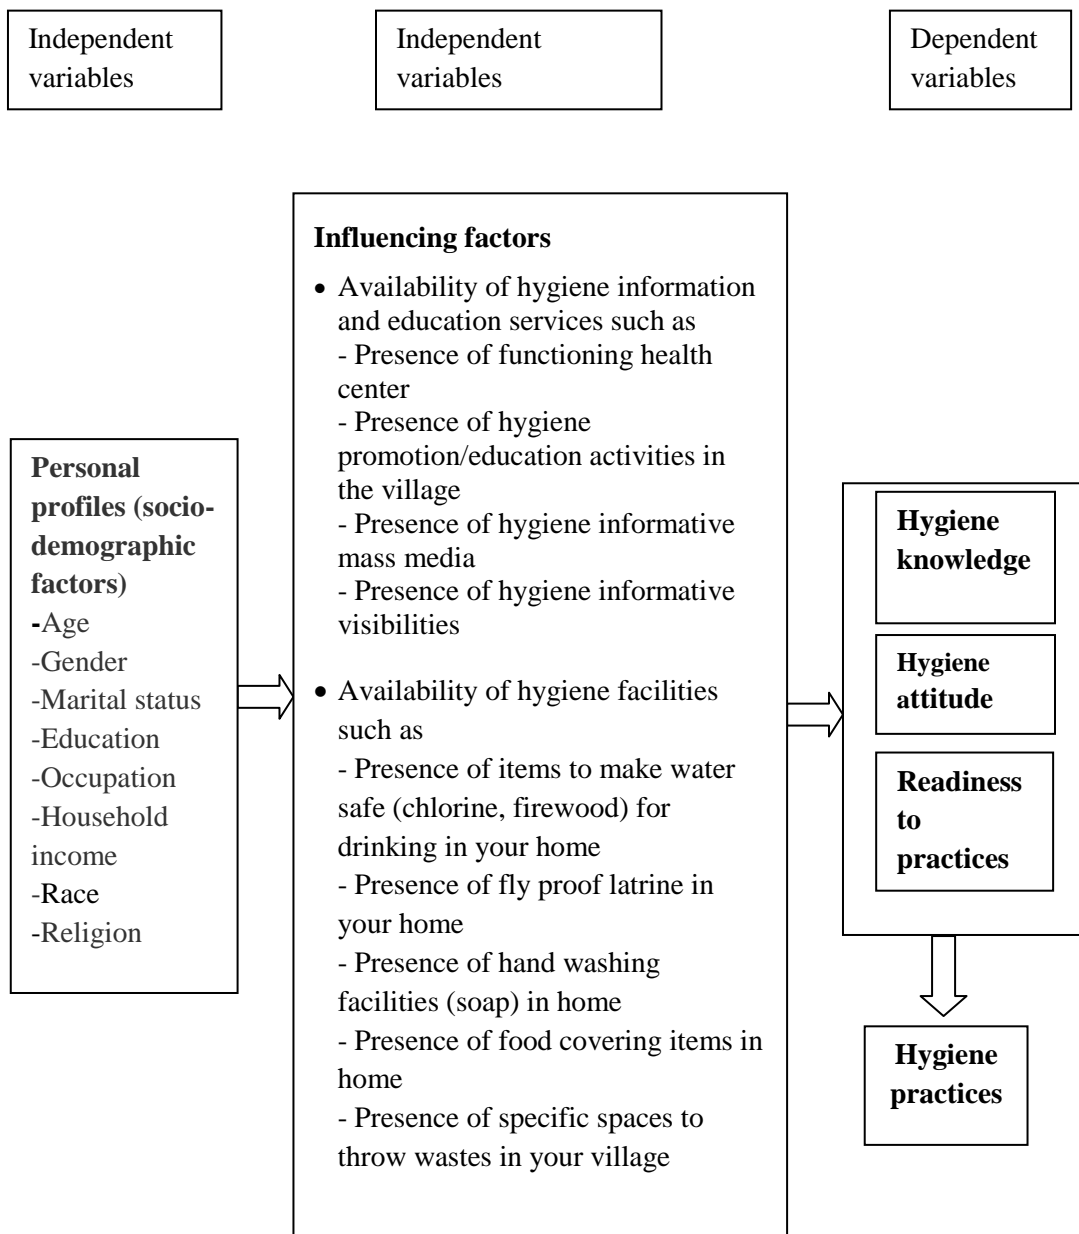 Independent
variables
Independent
variables
Dependent
variables
Personal
profiles (socio-
demographic
factors)
-Age
-Gender
-Marital status
-Education
-Occupation
-Household
income
-Race
-Religion
Influencing factors
• Availability of hygiene information
and education services such as
- Presence of functioning health
center
- Presence of hygiene
promotion/education activities in
the village
- Presence of hygiene informative
mass media
- Presence of hygiene informative
visibilities
• Availability of hygiene facilities
such as
- Presence of items to make water
safe (chlorine, firewood) for
drinking in your home
- Presence of fly proof latrine in
your home
- Presence of hand washing
facilities (soap) in home
- Presence of food covering items in
home
- Presence of specific spaces to
throw wastes in your village
Hygiene
knowledge
Hygiene
attitude
Readiness
to
practices
Hygiene
practices